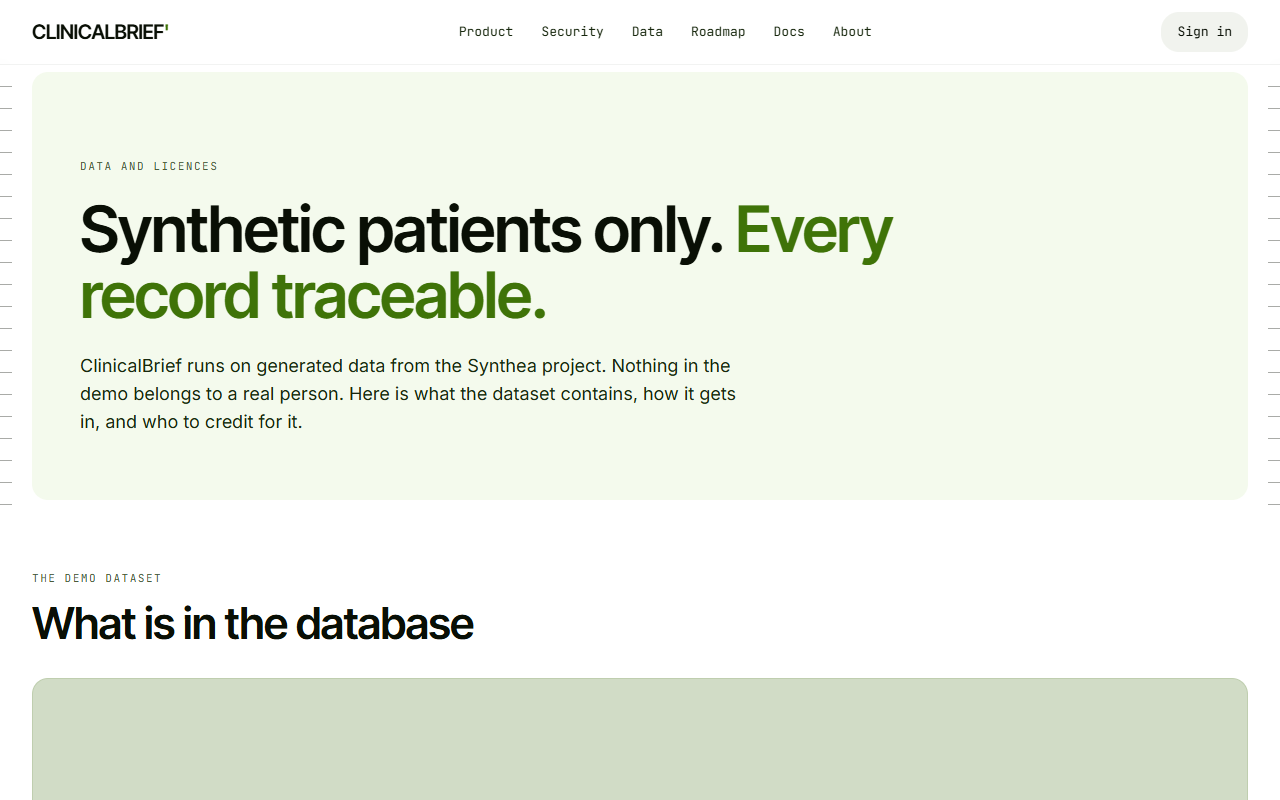 CLINICALBRIEF'
Product
Security
Data
Roadmap
Docs
About
Sign in
DATA AND LICENCES
Synthetic patients only. Every
record traceable.
ClinicalBrief runs on generated data from the Synthea project. Nothing in the
demo belongs to a real person. Here is what the dataset contains, how it gets
in, and who to credit for it.
THE DEMO DATASET
What is in the database